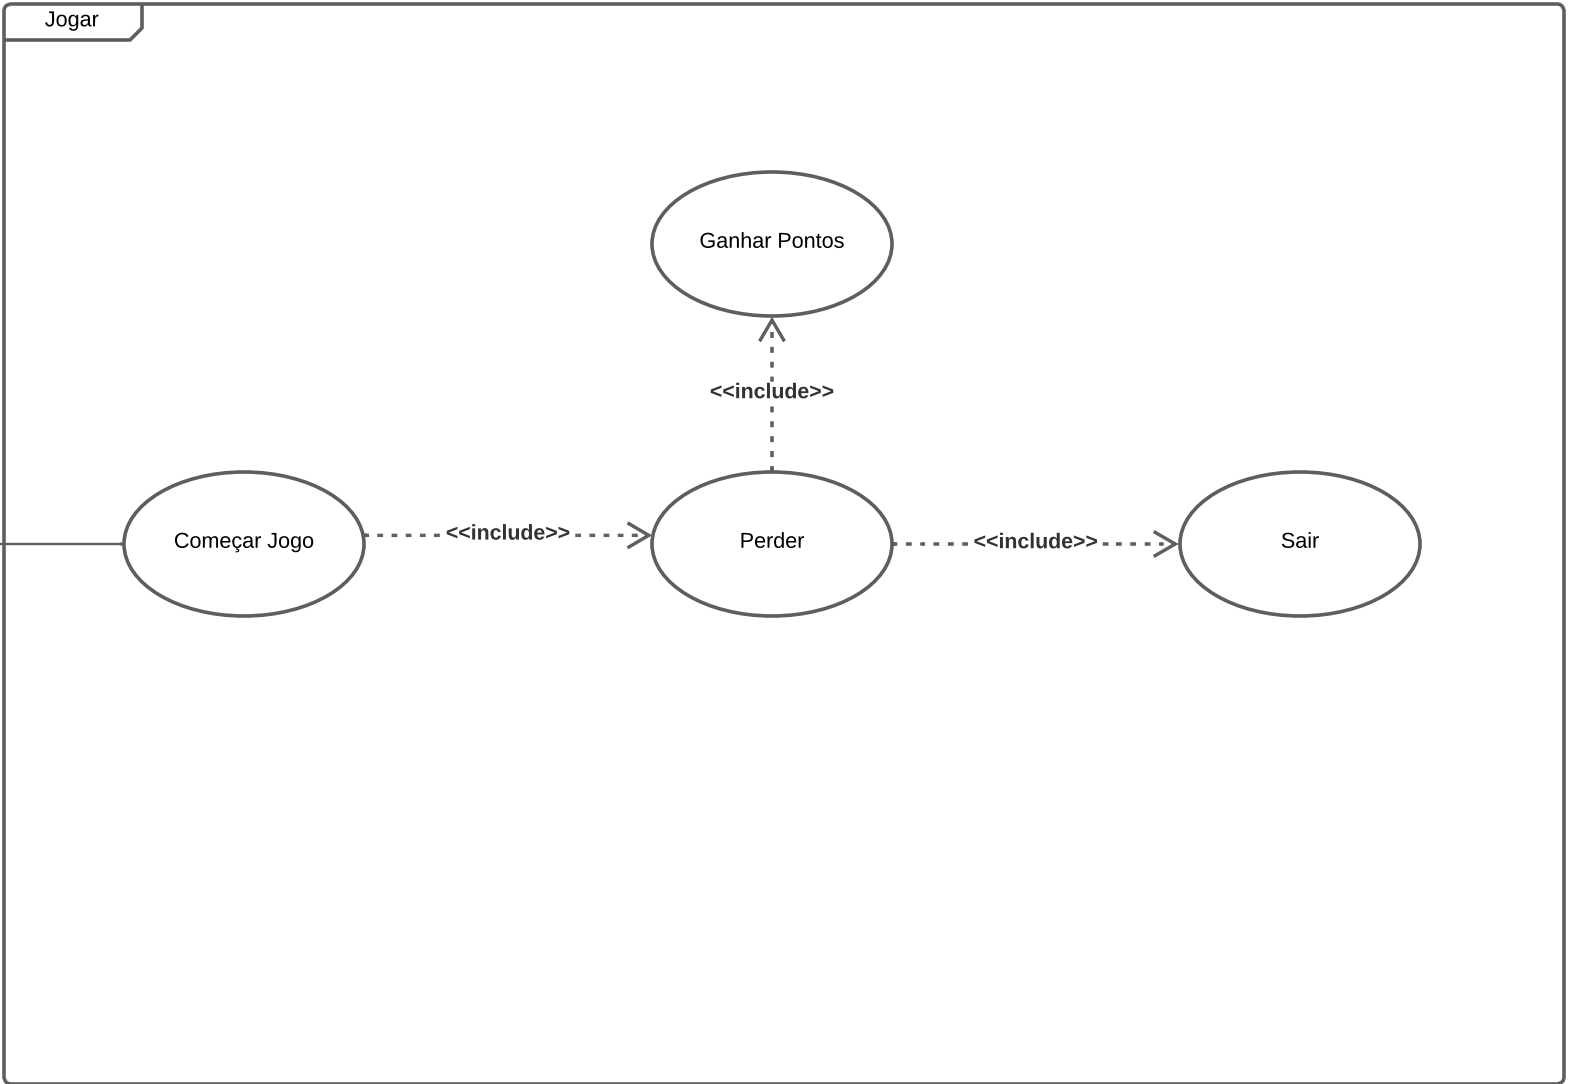 Jogar
Ganhar Pontos
<<include>>
Começar Jogo
<<include>>
Perder
<<include>>
Sair